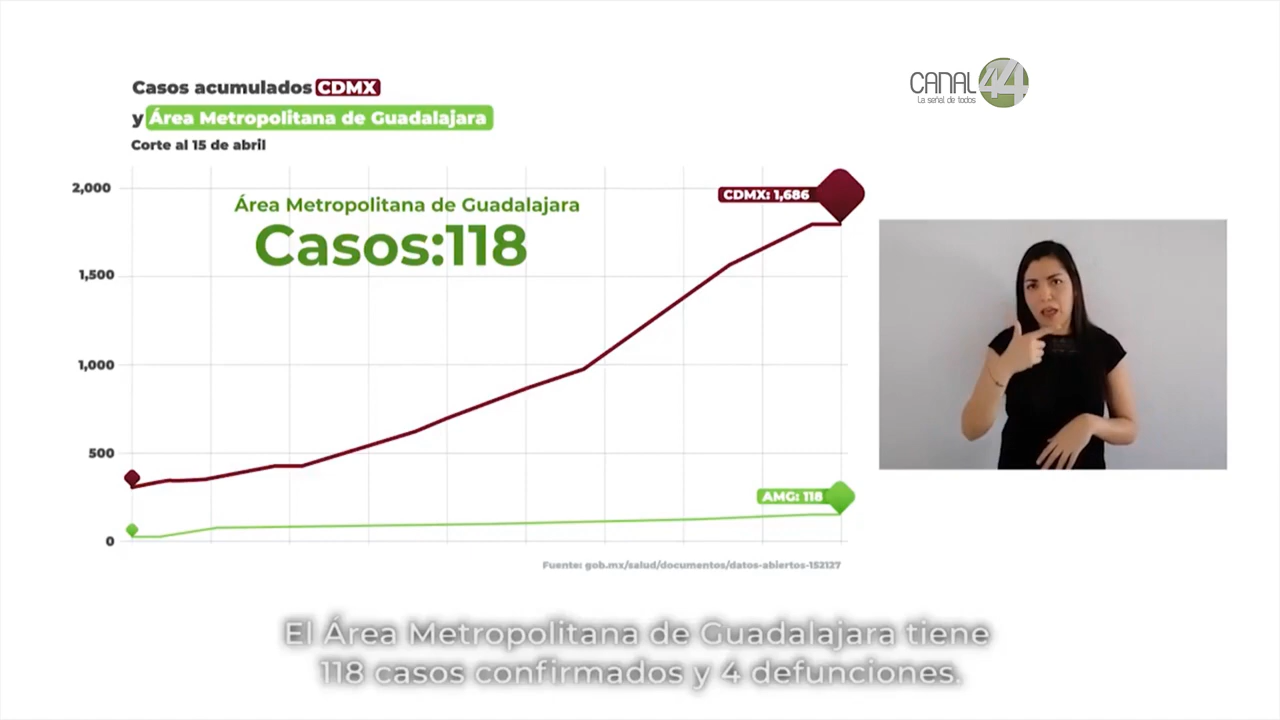 Casos acumulados CDMX
y Área Metropolitana de Guadalajara
Corte al 15 de abril
CANAL 44
La señal de todos
2,000
1,500
1,000
500
0
Área Metropolitana de Guadalajara
Casos:118
CDMX: 1,686
AMG: 118
Fuente: gob.mx/salud/documentos/datos-abiertos-152127
El Área Metropolitana de Guadalajara tiene
118 casos confirmados y 4 defunciones.